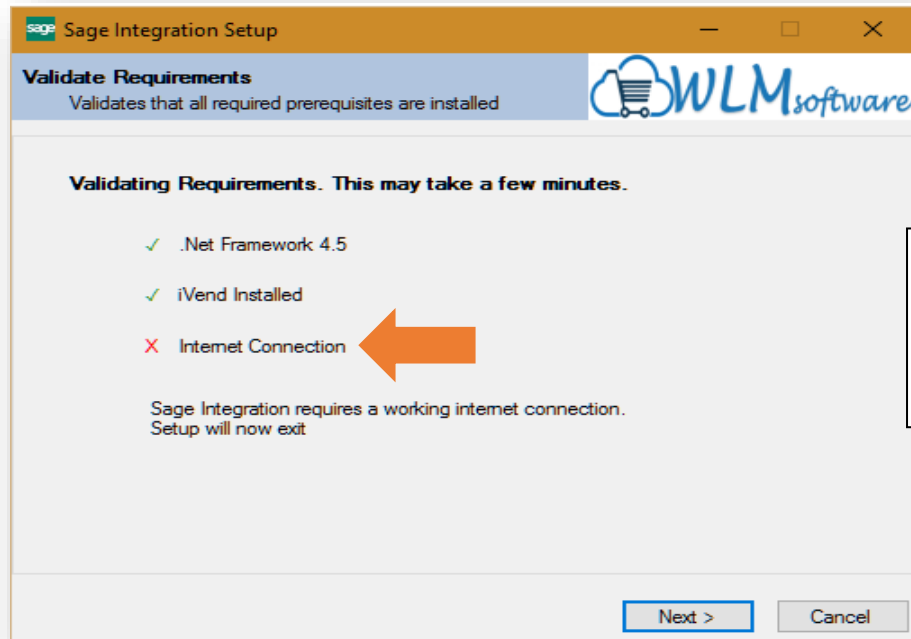 sage Sage Integration Setup
Validate Requirements
Validates that all required prerequisites are installed
WLMsoftware
Validating Requirements. This may take a few minutes.
✓ .Net Framework 4.5
✓ iVend Installed
X Internet Connection
Sage Integration requires a working internet connection.
Setup will now exit
Next >
Cancel